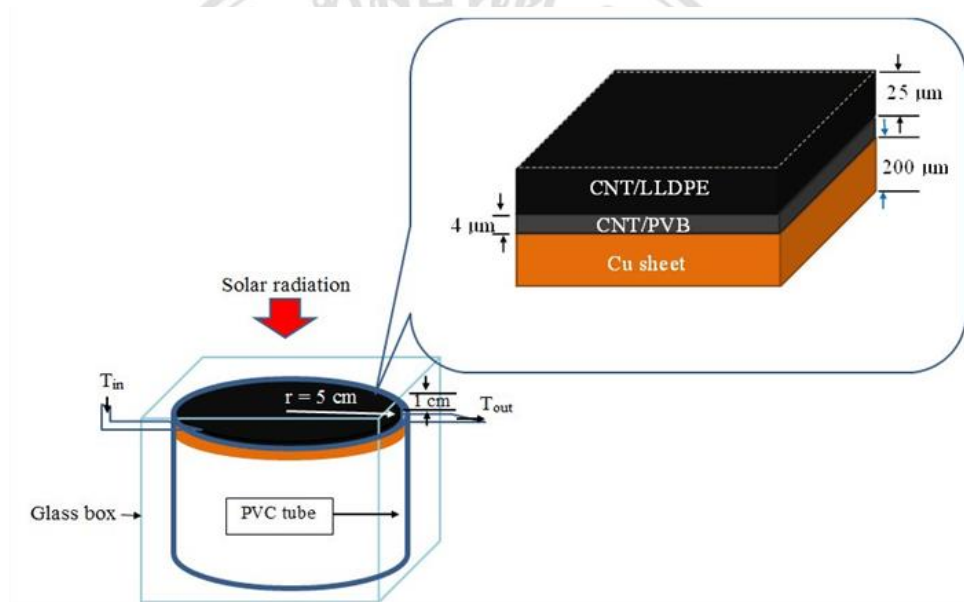 25 μm
CNT/LLDPE
200 μm
4 μm
CNT/PVB
Cu sheet
Solar radiation
Tin
r = 5 cm
1 cm
Tout
Glass box
PVC tube